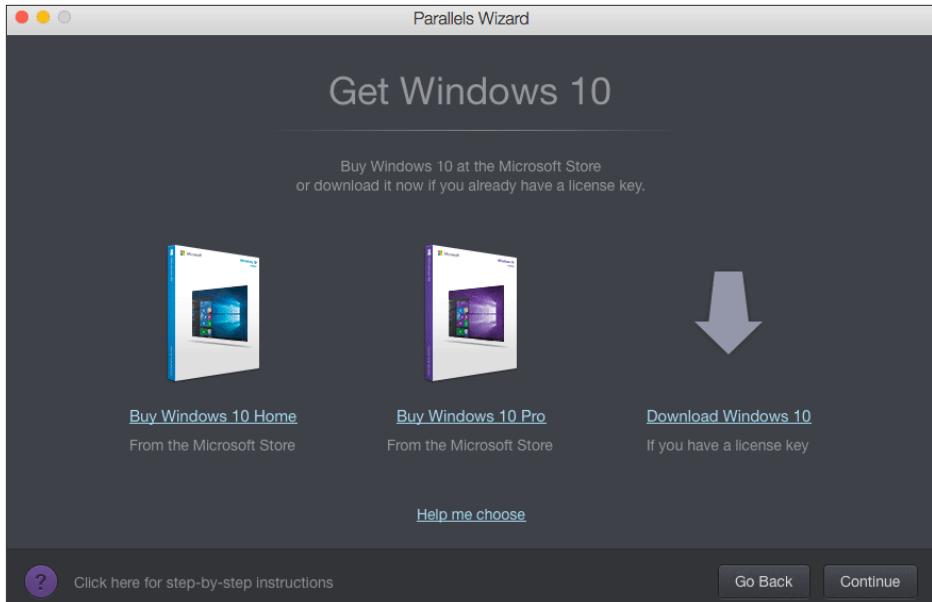 Parallels Wizard
Get Windows 10
Buy Windows 10 at the Microsoft Store
or download it now if you already have a license key.
Microsoft
Microsoft
Buy Windows 10 Home
Buy Windows 10 Pro
Download Windows 10
From the Microsoft Store
From the Microsoft Store
If you have a license key
Help me choose
?
Click here for step-by-step instructions
Go Back
Continue